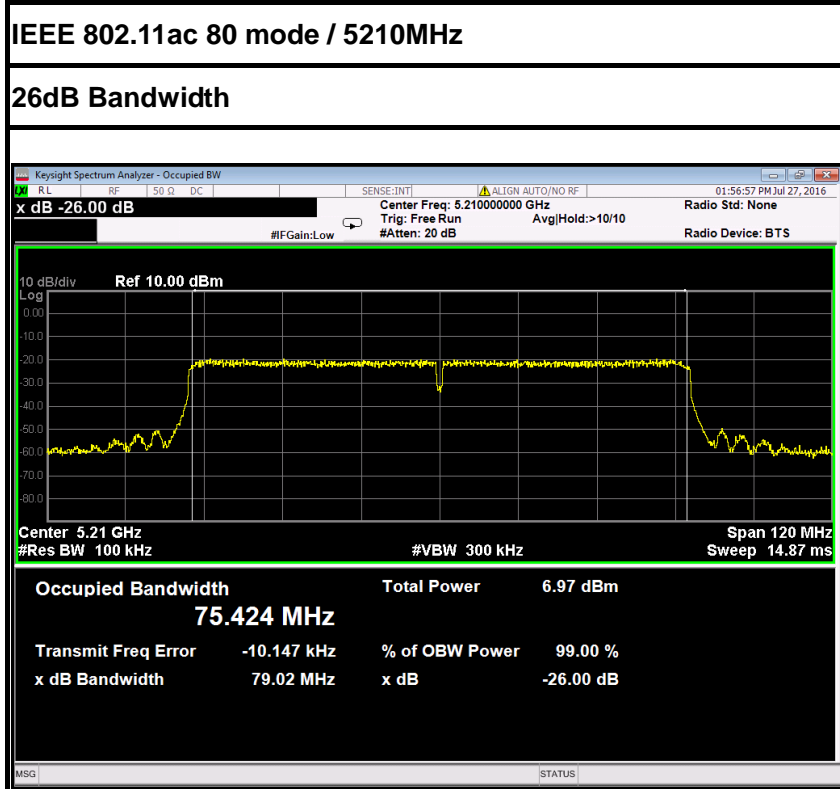 IEEE 802.11ac 80 mode / 5210MHz
26dB Bandwidth
Keysight Spectrum Analyzer - Occupied BW
LXI RL RF 50 Ω DC SENSE:INT ALIGN AUTO/NO RF 01:56:57 PM Jul 27, 2016
x dB -26.00 dB Center Freq: 5.210000000 GHz Radio Std: None
Trig: Free Run Avg|Hold:>10/10
#IFGain:Low #Atten: 20 dB Radio Device: BTS
10 dB/div Ref 10.00 dBm
Log
0.00
-10.0
-20.0
-30.0
-40.0
-50.0
-60.0
-70.0
-80.0
Center 5.21 GHz Span 120 MHz
#Res BW 100 kHz #VBW 300 kHz Sweep 14.87 ms
Occupied Bandwidth Total Power 6.97 dBm
75.424 MHz
Transmit Freq Error -10.147 kHz % of OBW Power 99.00 %
x dB Bandwidth 79.02 MHz x dB -26.00 dB
MSG STATUS